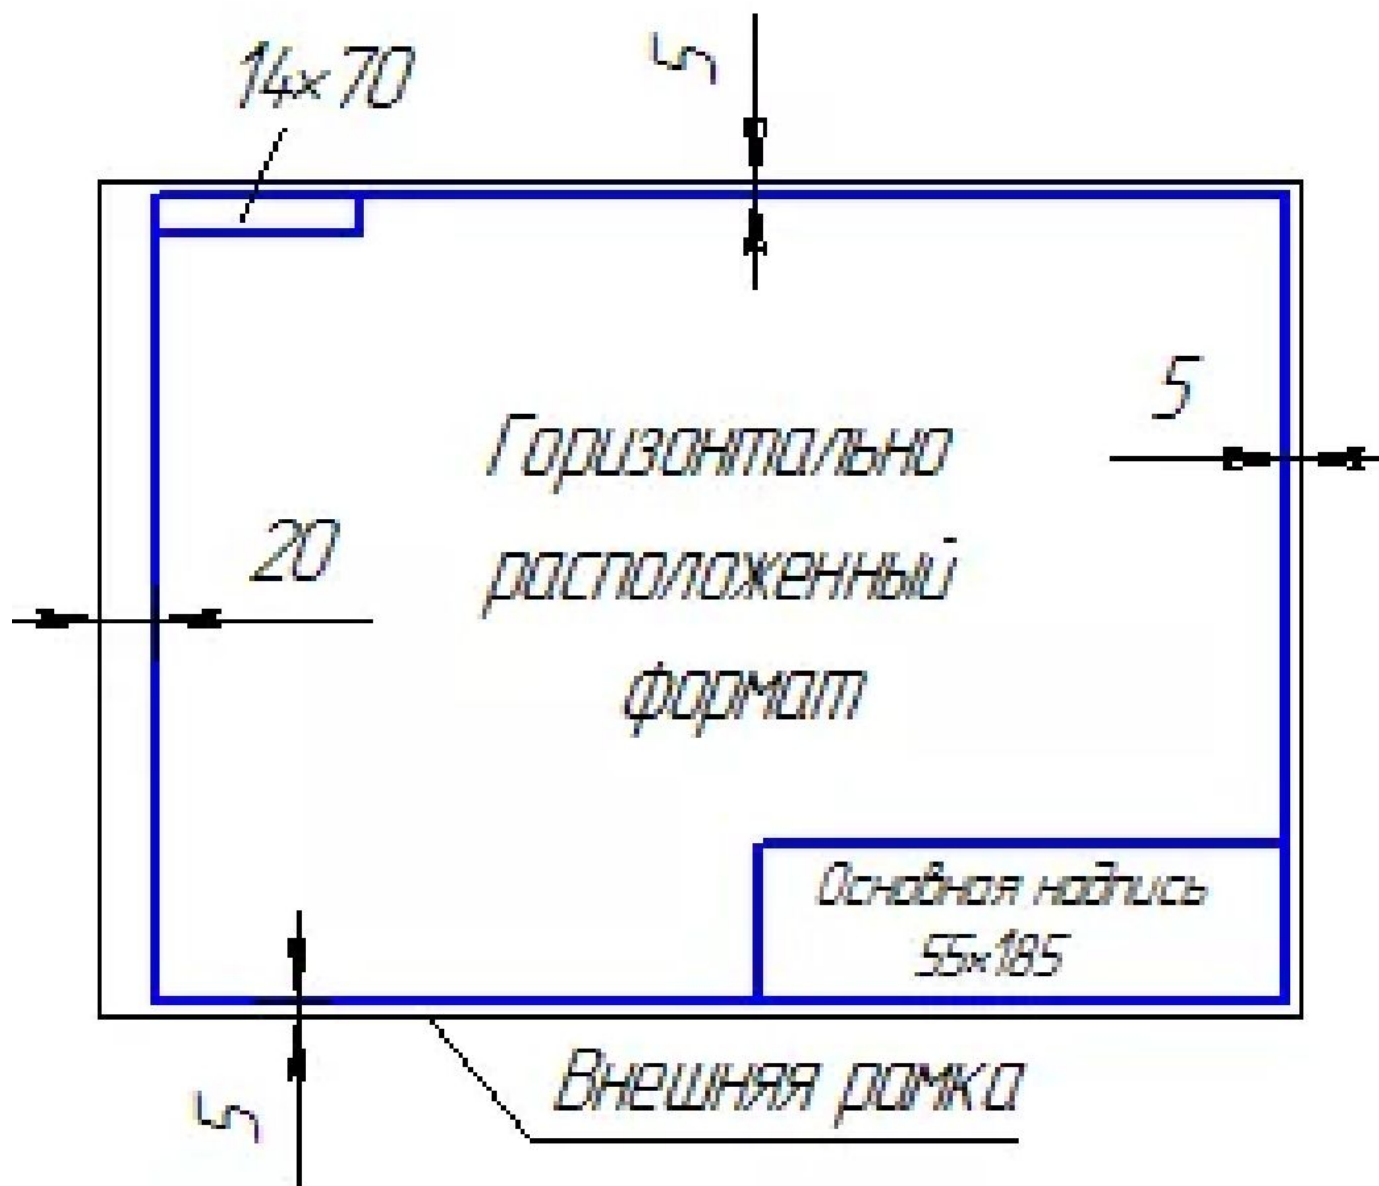 14×70
5
5
Горизонтально
20
расположенный
формат
Основная надпись
55×185
Внешняя рамка
5